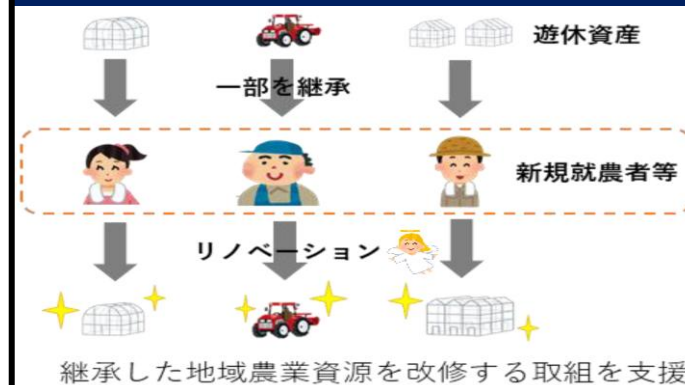 遊休資産
一部を継承
新規就農者等
リノベーション
継承した地域農業資源を改修する取組を支援